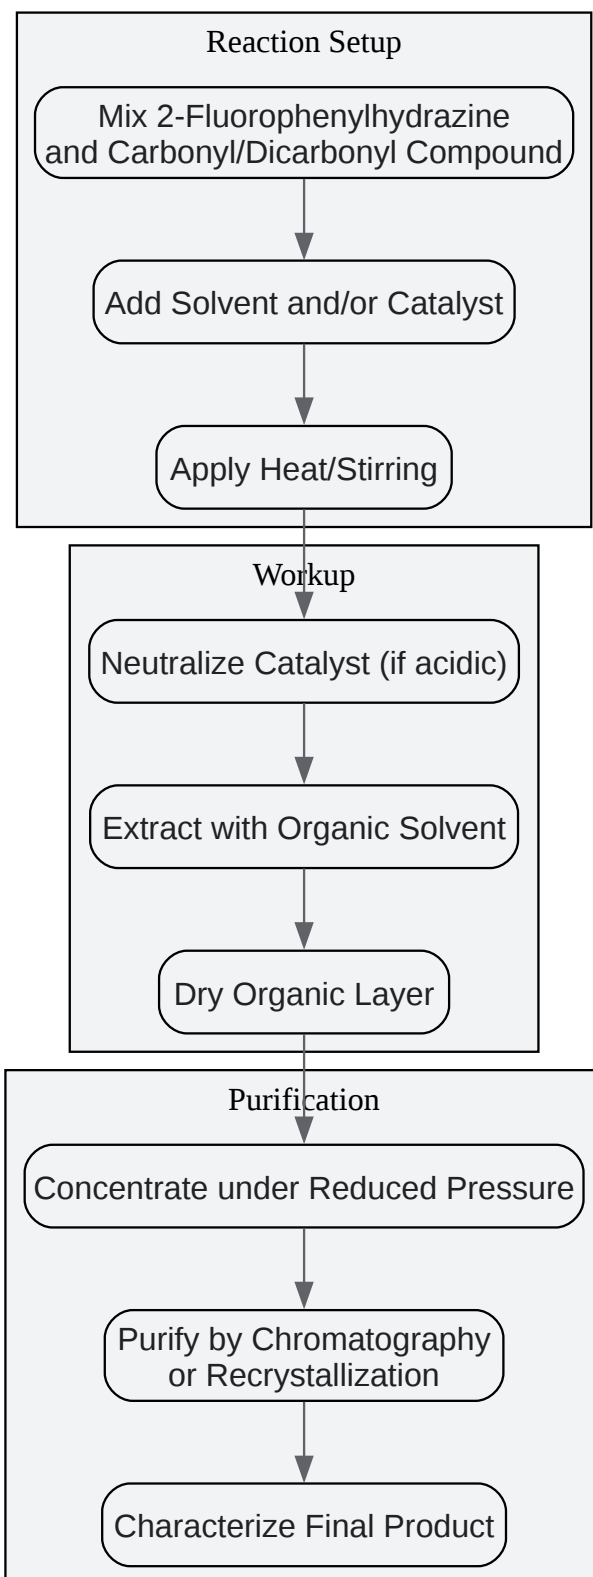 Reaction Setup
Mix 2-Fluorophenylhydrazine
and Carbonyl/Dicarbonyl Compound
Add Solvent and/or Catalyst
Apply Heat/Stirring
Workup
Neutralize Catalyst (if acidic)
Extract with Organic Solvent
Dry Organic Layer
Purification
Concentrate under Reduced Pressure
Purify by Chromatography
or Recrystallization
Characterize Final Product